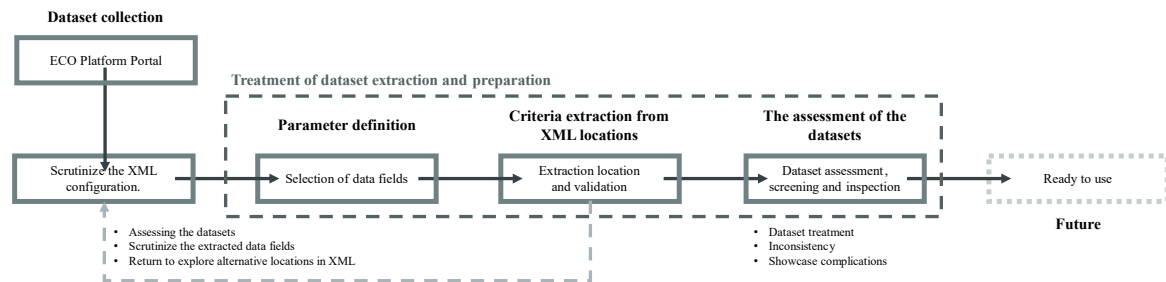 Dataset collection
ECO Platform Portal
Treatment of dataset extraction and preparation
Parameter definition
Criteria extraction from
XML locations
The assessment of the
datasets
Scrutinize the XML
configuration.
Selection of data fields
Extraction location
and validation
Dataset assessment,
screening and inspection
Ready to use
Future
• Assessing the datasets
• Scrutinize the extracted data fields
• Return to explore alternative locations in XML
• Dataset treatment
• Inconsistency
• Showcase complications